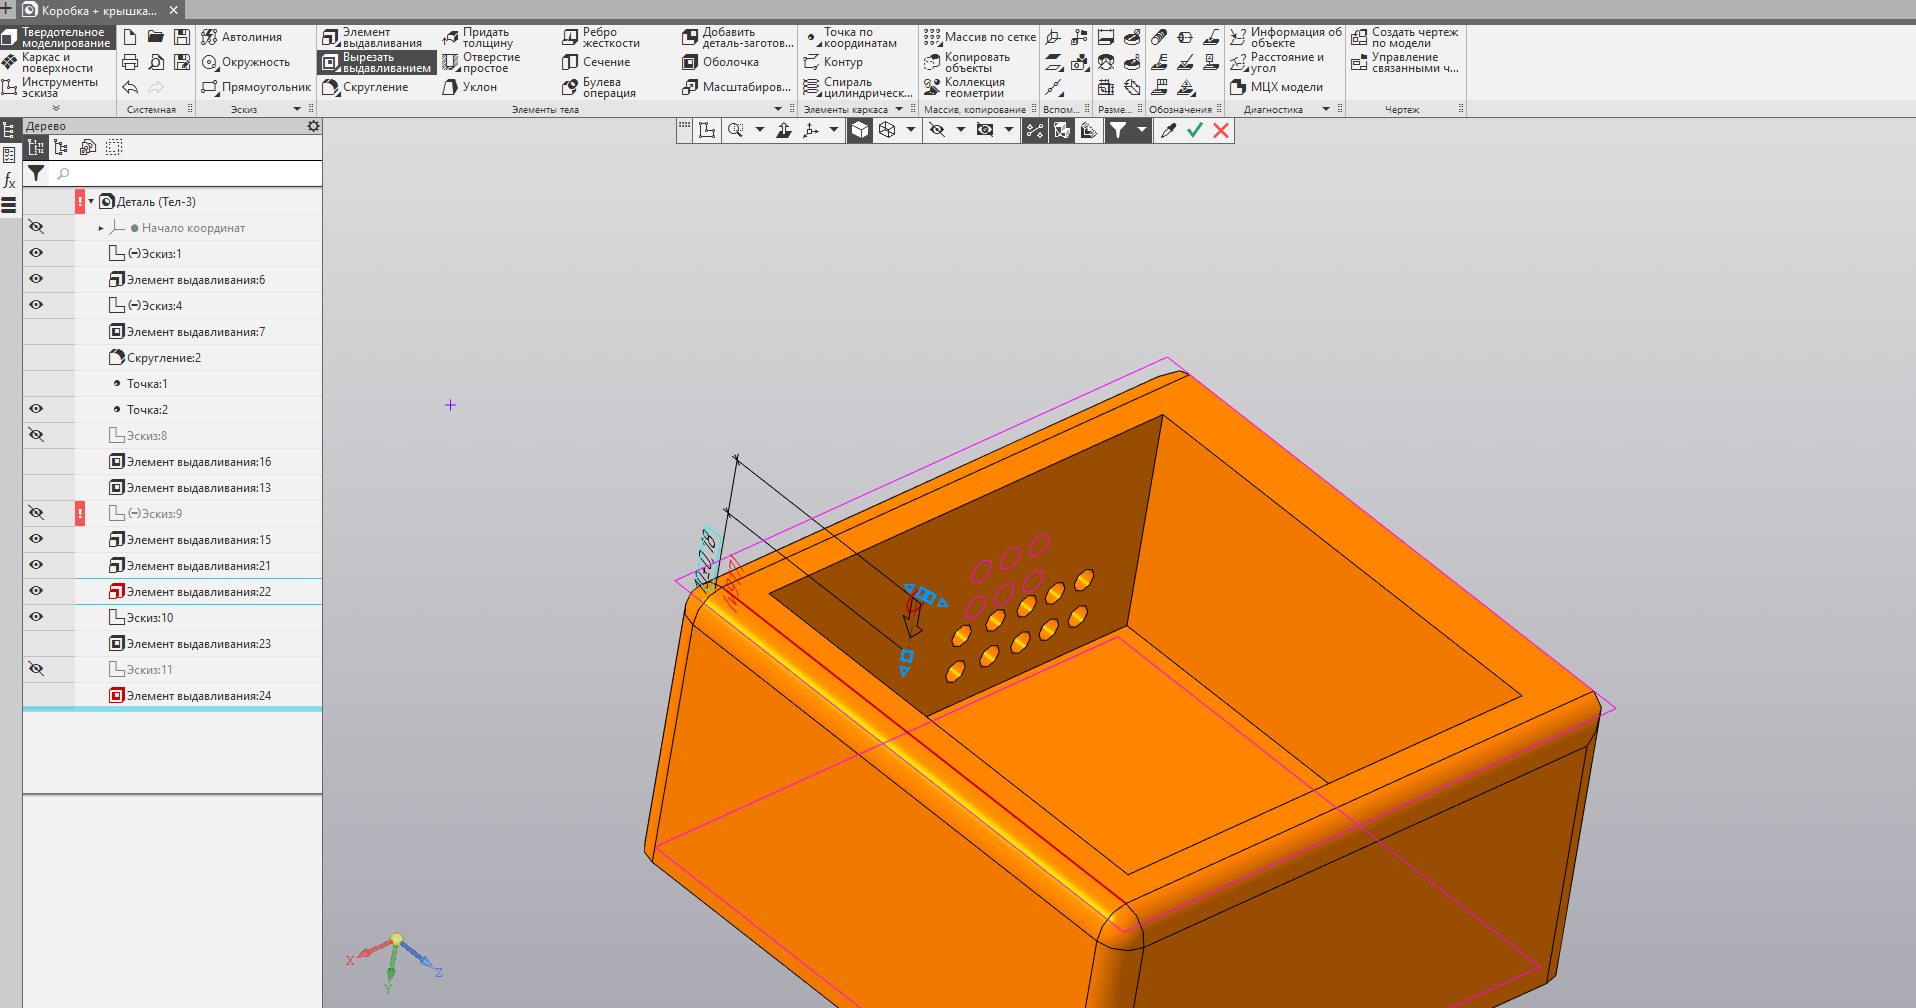 Коробка + крышка...
Твердотельное
моделирование
Каркас и
поверхности
Инструменты
эскиза
Системная
Автолиния
Окружность
Прямоугольник
Эскиз
Элемент
выдавливания
Вырезать
выдавливанием
Скругление
Придать
толщину
Отверстие
простое
Уклон
Ребро
жесткости
Сечение
Булева
операция
Добавить
деталь-заготов...
Оболочка
Масштабиров...
Элементы тела
Точка по
координатам
Контур
Спираль
цилиндрическ...
Элементы каркаса
Массив по сетке
Копировать
объекты
Коллекция
геометрии
Массив, копирование
Вспом...
Разме...
Обозначения
Информация об
объекте
Расстояние и
угол
МЦХ модели
Диагностика
Создать чертеж
по модели
Управление
связанными ч...
Чертеж
Дерево
fx
Деталь (Тел-3)
Начало координат
(-)Эскиз:1
Элемент выдавливания:6
(-)Эскиз:4
Элемент выдавливания:7
Скругление:2
Точка:1
Точка:2
Эскиз:8
Элемент выдавливания:16
Элемент выдавливания:13
(-)Эскиз:9
Элемент выдавливания:15
Элемент выдавливания:21
Элемент выдавливания:22
Эскиз:10
Элемент выдавливания:23
Эскиз:11
Элемент выдавливания:24
X
Y
Z